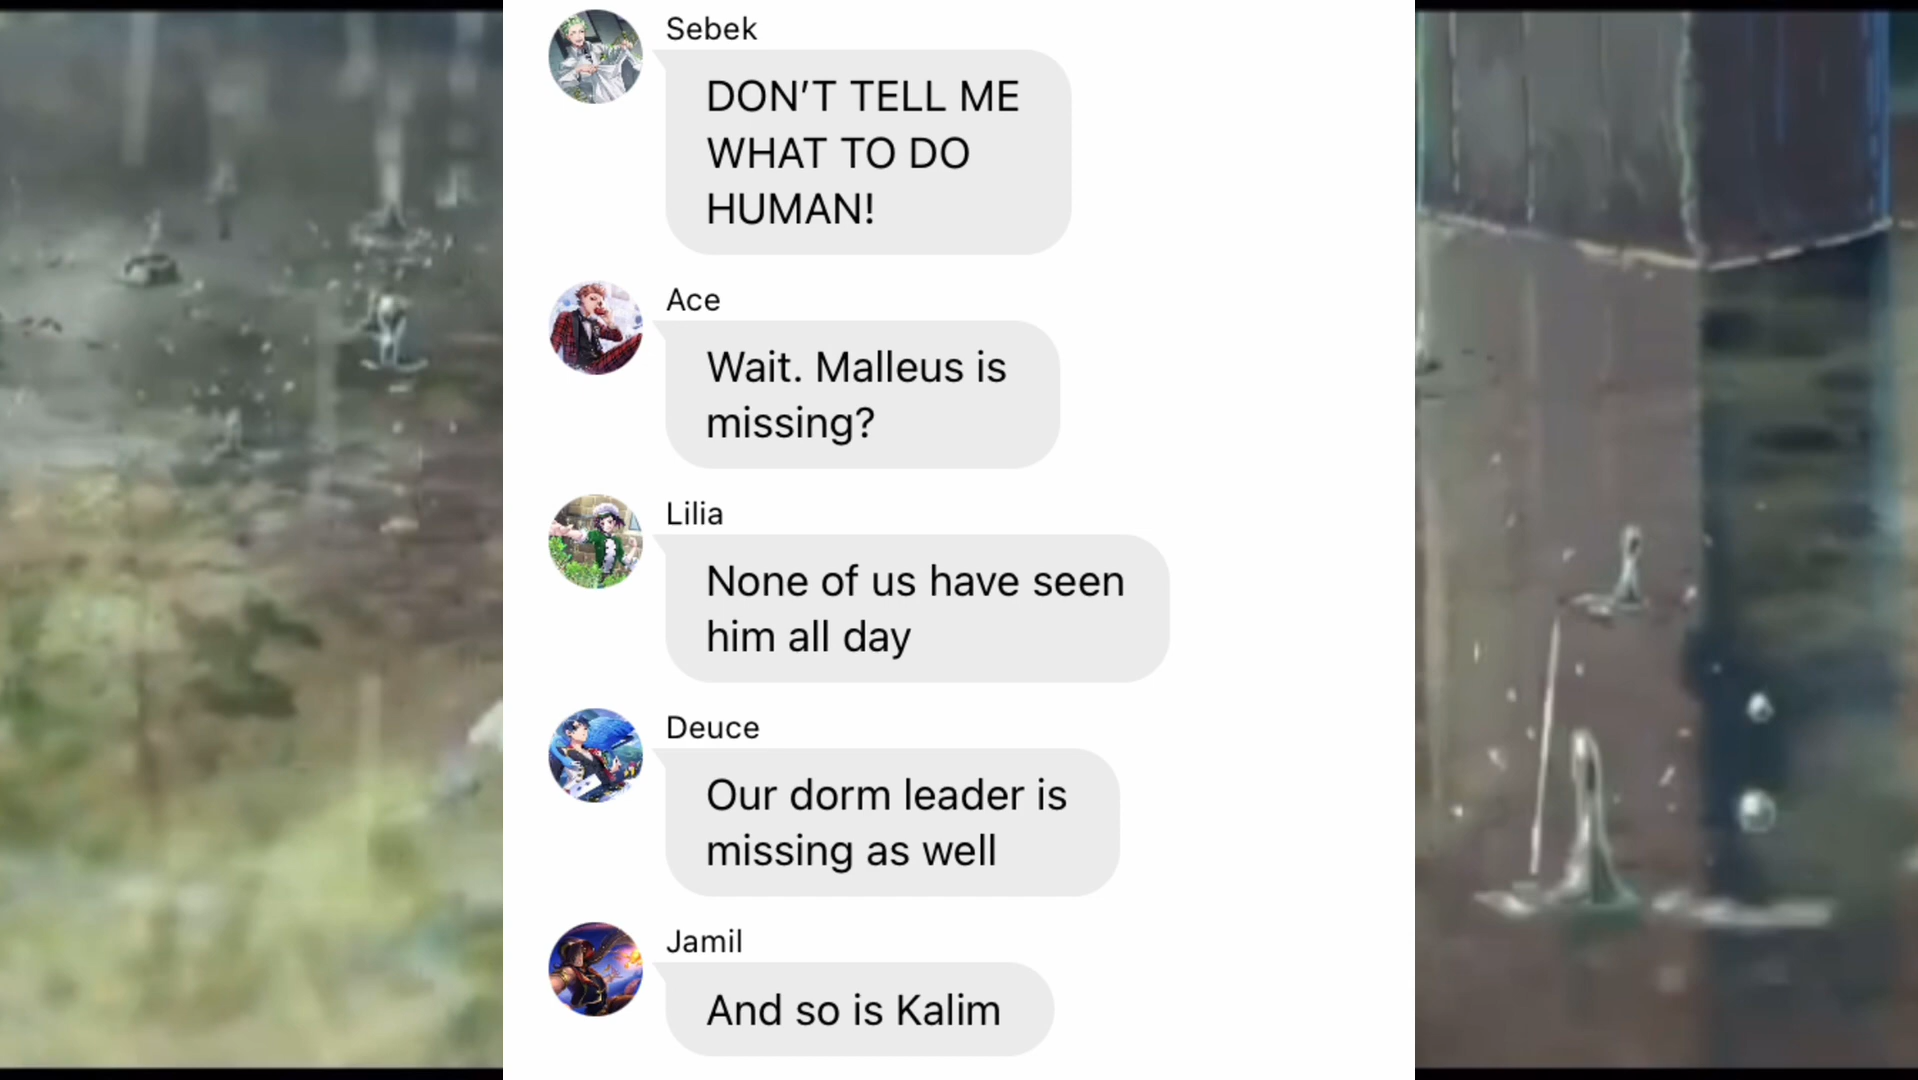 Sebek
DON’T TELL ME
WHAT TO DO
HUMAN!
Ace
Wait. Malleus is
missing?
Lilia
None of us have seen
him all day
Deuce
Our dorm leader is
missing as well
Jamil
And so is Kalim